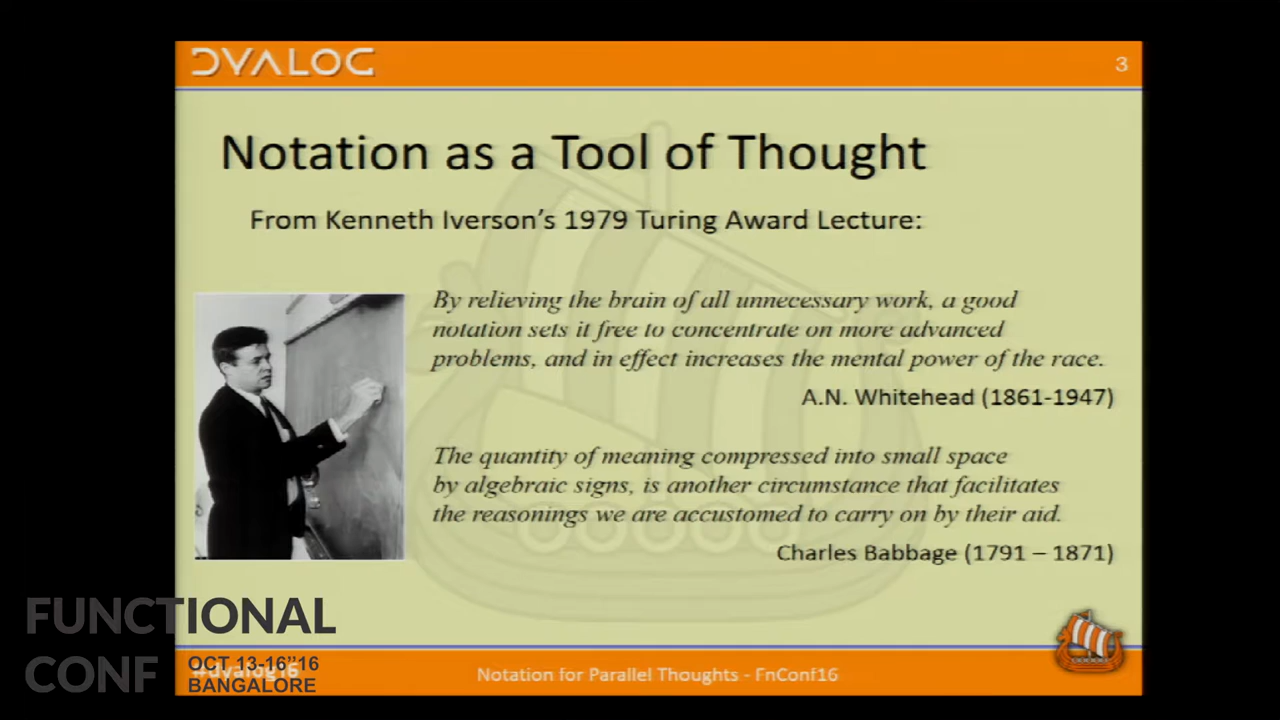 DYALOG
3
Notation as a Tool of Thought
From Kenneth Iverson's 1979 Turing Award Lecture:
By relieving the brain of all unnecessary work, a good
notation sets it free to concentrate on more advanced
problems, and in effect increases the mental power of the race.
A.N. Whitehead (1861-1947)
The quantity of meaning compressed into small space
by algebraic signs, is another circumstance that facilitates
the reasonings we are accustomed to carry on by their aid.
Charles Babbage (1791 – 1871)
FUNCTIONAL
CONF
OCT 13-16"16
BANGALORE
#dyalog16
Notation for Parallel Thoughts - FnConf16